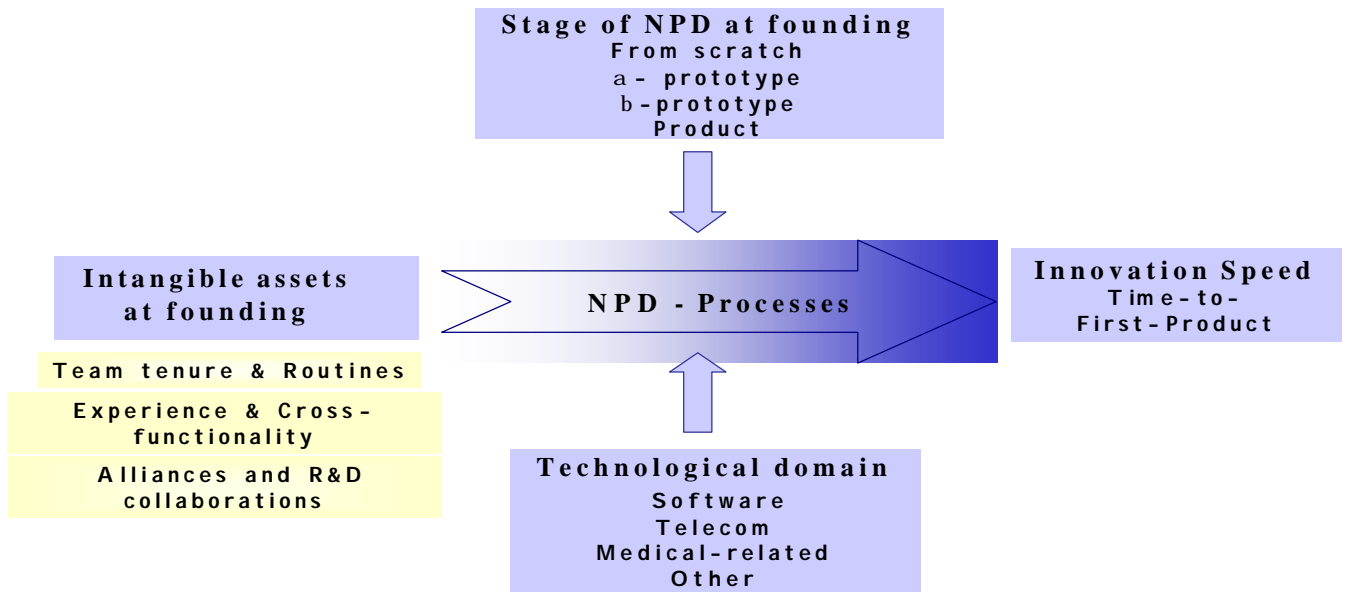 Stage of NPD at founding
From scratch
a- prototype
b-prototype
Product
Intangible assets
at founding
Team tenure & Routines
Experience & Cross-
functionality
Alliances and R&D
collaborations
NPD - Processes
Innovation Speed
Time-to-
First-Product
Technological domain
Software
Telecom
Medical-related
Other